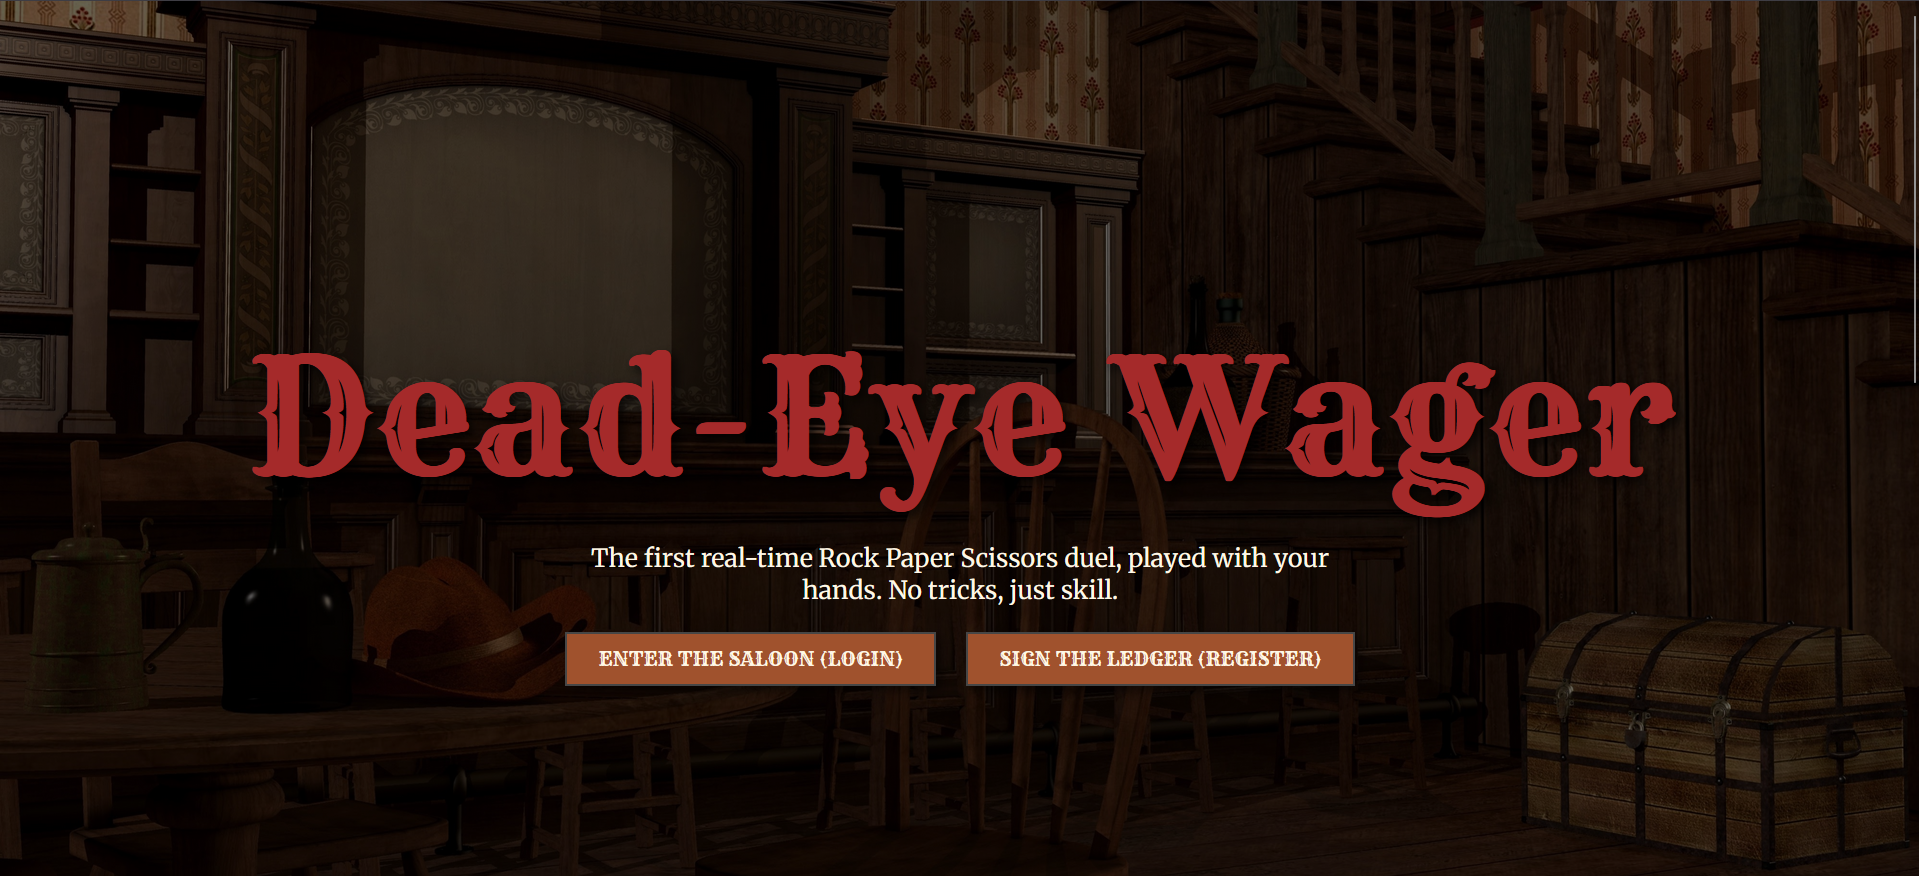 Dead-Eye Wager
The first real-time Rock Paper Scissors duel, played with your
hands. No tricks, just skill.
ENTER THE SALOON (LOGIN)
SIGN THE LEDGER (REGISTER)